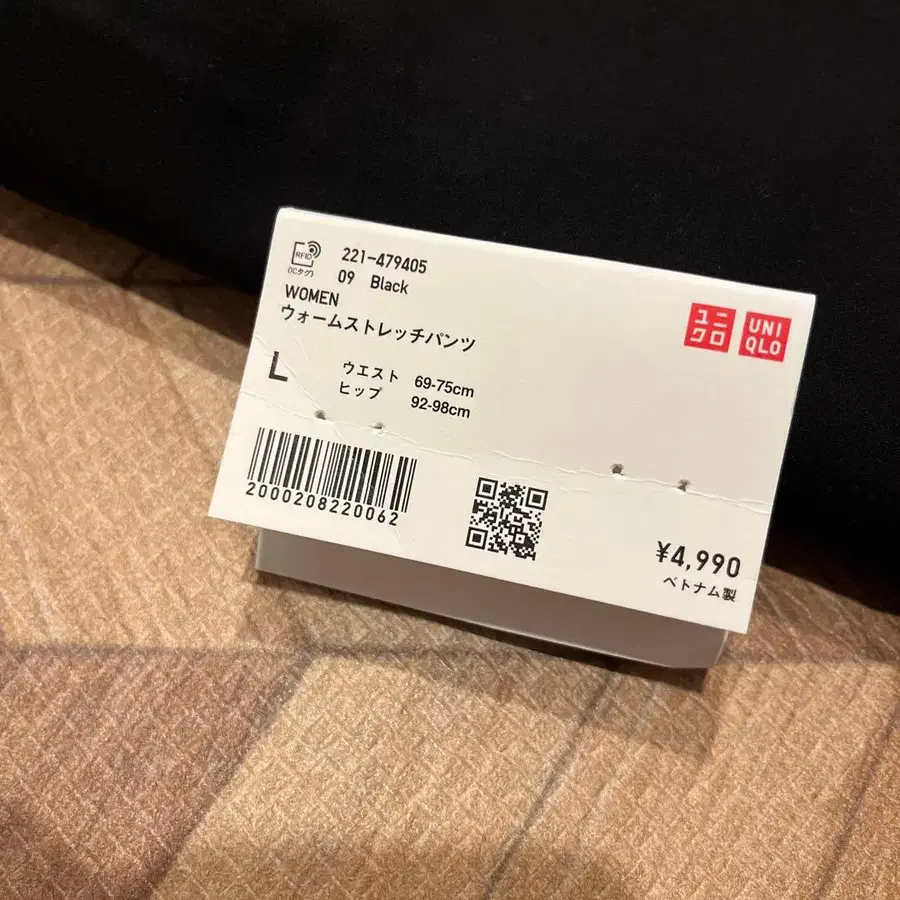 RFID
(ICタグ)
221-479405
09 Black
WOMEN
ウォームストレッチパンツ
L
ウエスト 69-75cm
ヒップ 92-98cm
ユニ
クロ
UNI
QLO
2000208220062
¥4,990
ベトナム製